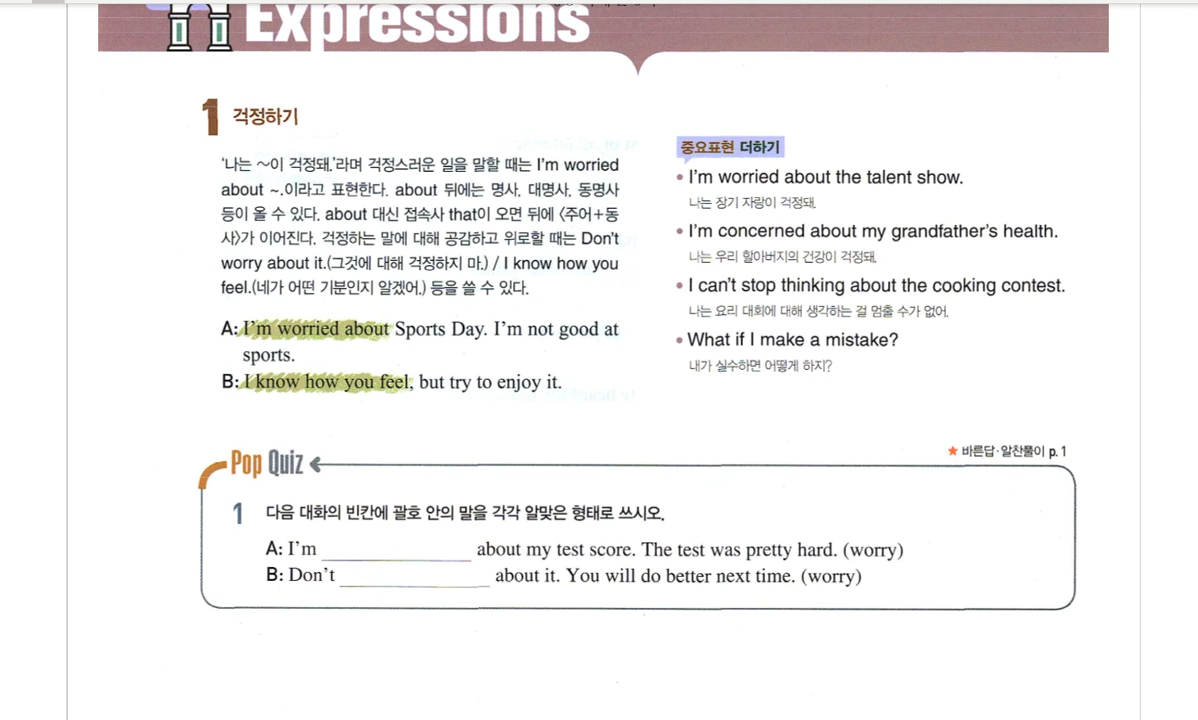 Expressions
1 걱정하기
'나는 ~이 걱정돼.'라며 걱정스러운 일을 말할 때는 I'm worried
about ~.이라고 표현한다. about 뒤에는 명사, 대명사, 동명사
등이 올 수 있다. about 대신 접속사 that이 오면 뒤에 〈주어+동
사〉가 이어진다. 걱정하는 말에 대해 공감하고 위로할 때는 Don't
worry about it.(그것에 대해 걱정하지 마.) / I know how you
feel.(네가 어떤 기분인지 알겠어.) 등을 쓸 수 있다.
A: I'm worried about Sports Day. I'm not good at
sports.
B: I know how you feel, but try to enjoy it.
중요표현 더하기
• I'm worried about the talent show.
나는 장기 자랑이 걱정돼.
• I'm concerned about my grandfather's health.
나는 우리 할아버지의 건강이 걱정돼.
• I can't stop thinking about the cooking contest.
나는 요리 대회에 대해 생각하는 걸 멈출 수가 없어.
• What if I make a mistake?
내가 실수하면 어떻게 하지?
Pop Quiz
★ 바른답·알찬풀이 p. 1
1 다음 대화의 빈칸에 괄호 안의 말을 각각 알맞은 형태로 쓰시오.
A: I'm ______________ about my test score. The test was pretty hard. (worry)
B: Don't ______________ about it. You will do better next time. (worry)